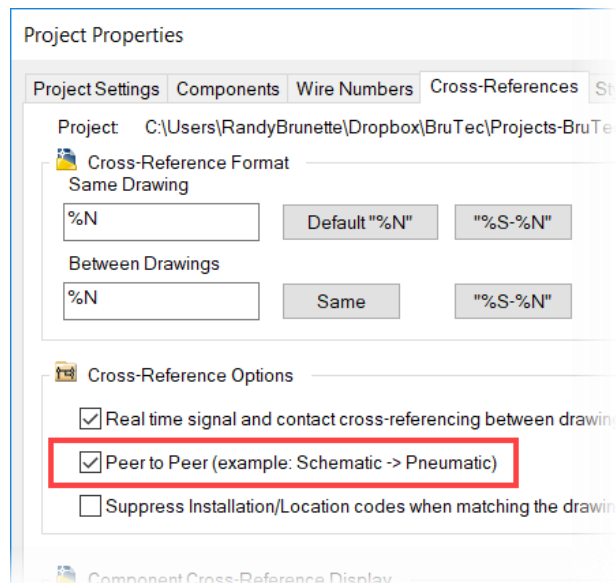 Project Properties
Project Settings Components Wire Numbers Cross-References
Project: C:\Users\RandyBrunette\Dropbox\BruTec\Projects-BruTe
Cross-Reference Format
Same Drawing
%N Default "%N" "%S-%N"
Between Drawings
%N Same "%S-%N"
Cross-Reference Options
Real time signal and contact cross-referencing between drawin
Peer to Peer (example: Schematic -> Pneumatic)
Suppress Installation/Location codes when matching the drawin
Component Cross-Reference Display